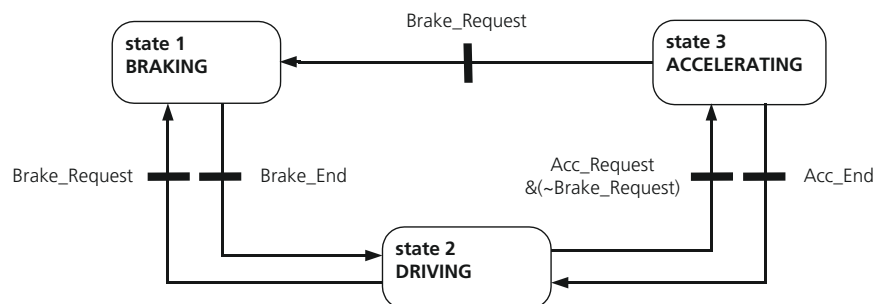 Brake_Request
state 1
BRAKING
state 3
ACCELERATING
Brake_Request
Brake_End
Acc_Request
&(~Brake_Request)
Acc_End
state 2
DRIVING